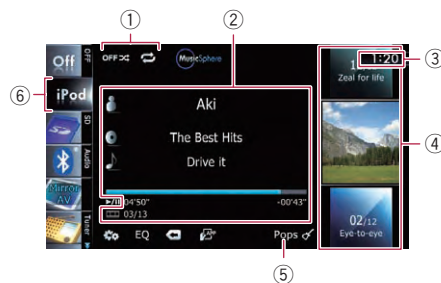 ① ② ③ ④ ⑤ ⑥
Off
OFF
iPod
SD
Audio
Mirror
AV
Tuner
OFF
MusicSphere
Aki
The Best Hits
Drive it
►/II 04'50"
-00'43"
03/13
EQ
APP
Pops
1:20
Zeal for life
02/12
Eye-to-eye